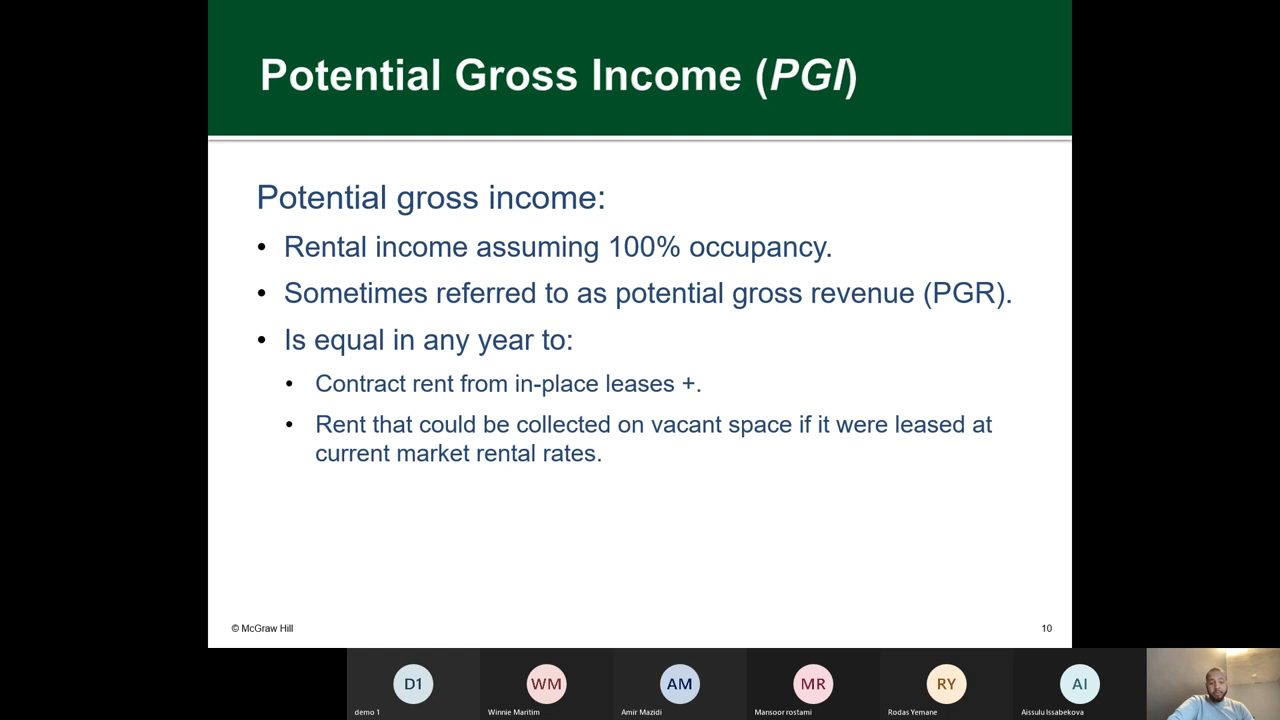 Potential Gross Income (PGI)
Potential gross income:
• Rental income assuming 100% occupancy.
• Sometimes referred to as potential gross revenue (PGR).
• Is equal in any year to:
• Contract rent from in-place leases +.
• Rent that could be collected on vacant space if it were leased at
current market rental rates.
© McGraw Hill
10
D1
WM
AM
MR
RY
AI
demo 1
Winnie Maritim
Amir Mazidi
Mansoor rostami
Rodas Yemane
Aissulu Issabekova